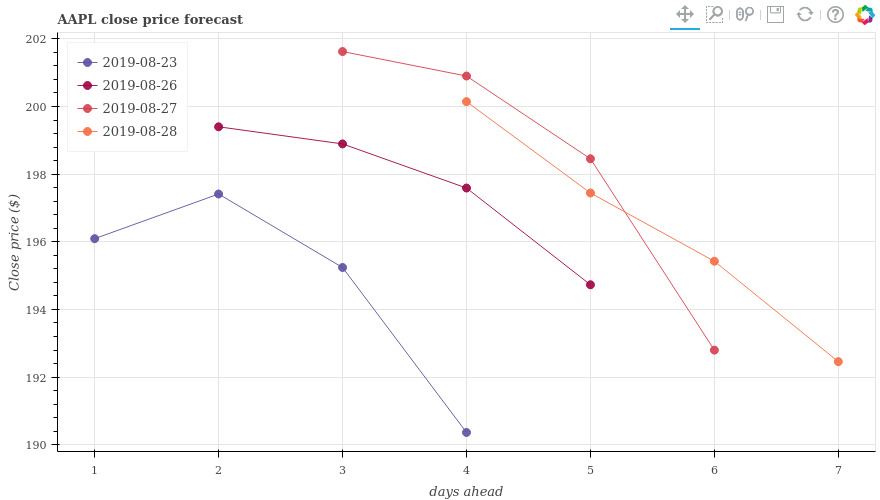 AAPL close price forecast
202
200
198
196
194
192
190
Close price ($)
2019-08-23
2019-08-26
2019-08-27
2019-08-28
1 2 3 4 5 6 7
days ahead